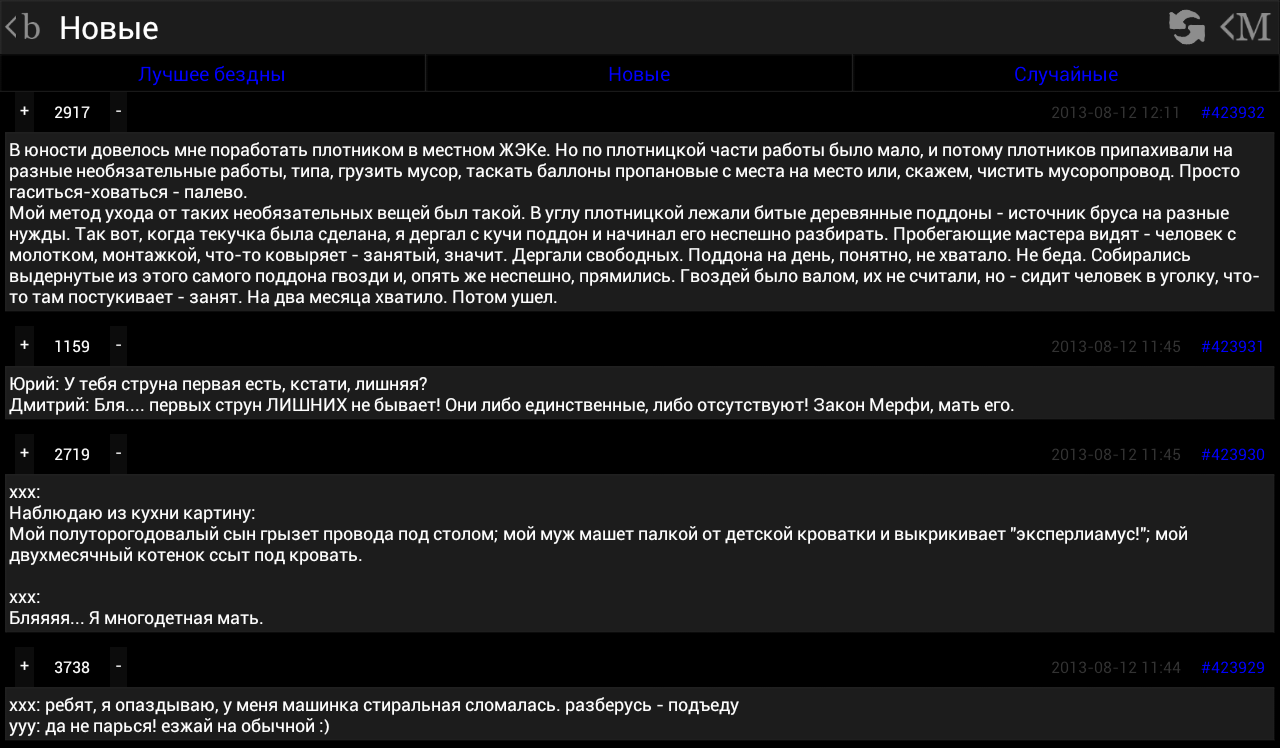 <b Новые <M
Лучшее бездны Новые Случайные
+ 2917 - 2013-08-12 12:11 #423932
В юности довелось мне поработать плотником в местном ЖЭКе. Но по плотницкой части работы было мало, и потому плотников припахивали на
разные необязательные работы, типа, грузить мусор, таскать баллоны пропановые с места на место или, скажем, чистить мусоропровод. Просто
гаситься-ховаться - палево.
Мой метод ухода от таких необязательных вещей был такой. В углу плотницкой лежали битые деревянные поддоны - источник бруса на разные
нужды. Так вот, когда текучка была сделана, я дергал с кучи поддон и начинал его неспешно разбирать. Пробегающие мастера видят - человек с
молотком, монтажкой, что-то ковыряет - занятый, значит. Дергали свободных. Поддона на день, понятно, не хватало. Не беда. Собирались
выдернутые из этого самого поддона гвозди и, опять же неспешно, прямились. Гвоздей было валом, их не считали, но - сидит человек в уголку, что-
то там постукивает - занят. На два месяца хватило. Потом ушел.
+ 1159 - 2013-08-12 11:45 #423931
Юрий: У тебя струна первая есть, кстати, лишняя?
Дмитрий: Бля.... первых струн ЛИШНИХ не бывает! Они либо единственные, либо отсутствуют! Закон Мерфи, мать его.
+ 2719 - 2013-08-12 11:45 #423930
xxx:
Наблюдаю из кухни картину:
Мой полуторогодовалый сын грызет провода под столом; мой муж машет палкой от детской кроватки и выкрикивает "эксперлиамус!"; мой
двухмесячный котенок ссыт под кровать.
xxx:
Бляяяя... Я многодетная мать.
+ 3738 - 2013-08-12 11:44 #423929
xxx: ребят, я опаздываю, у меня машинка стиральная сломалась. разберусь - подъеду
yyy: да не парься! езжай на обычной :)